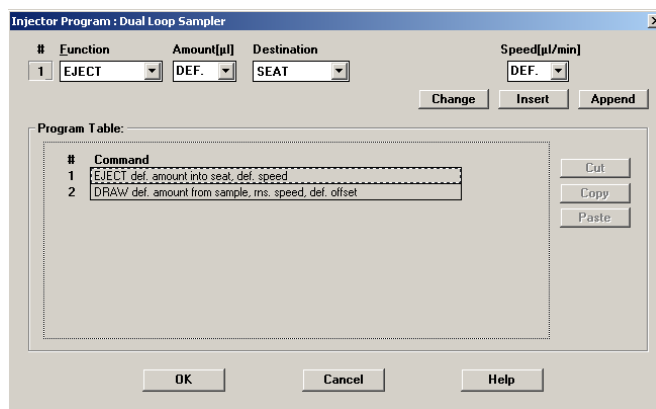 Injector Program : Dual Loop Sampler
# Function Amount[µl] Destination Speed[µl/min]
1 EJECT DEF. SEAT DEF.
Change Insert Append
Program Table:
# Command
1 EJECT def. amount into seat, def. speed
2 DRAW def. amount from sample, rns. speed, def. offset
Cut
Copy
Paste
OK Cancel Help